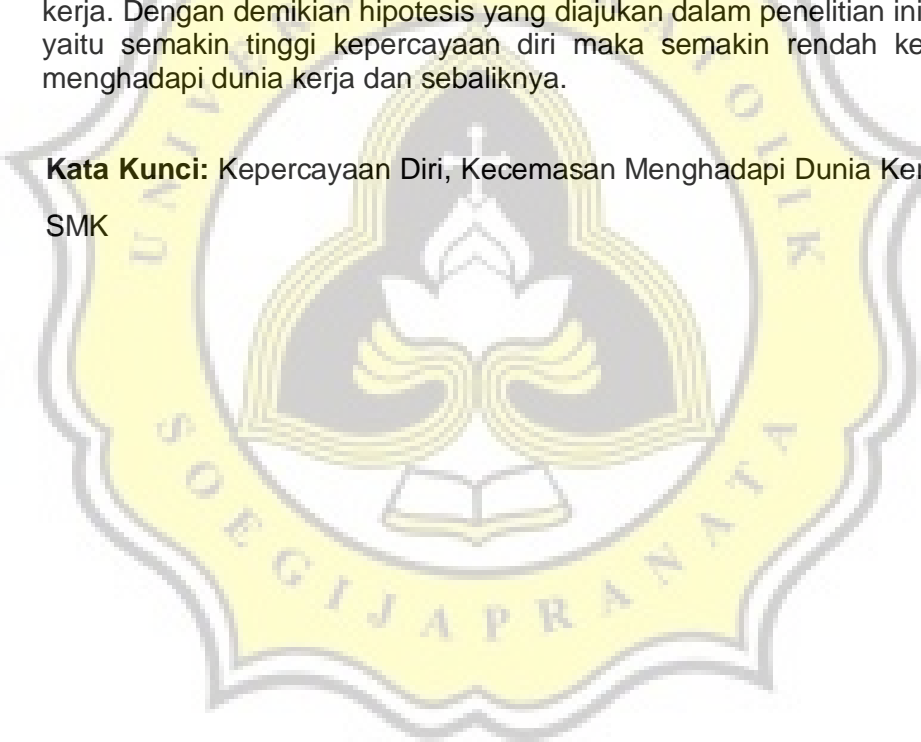 kerja. Dengan demikian hipotesis yang diajukan dalam penelitian ini
yaitu semakin tinggi kepercayaan diri maka semakin rendah
menghadapi dunia kerja dan sebaliknya.
Kata Kunci: Kepercayaan Diri, Kecemasan Menghadapi Dunia
SMK
SOEGIJAPRANATA